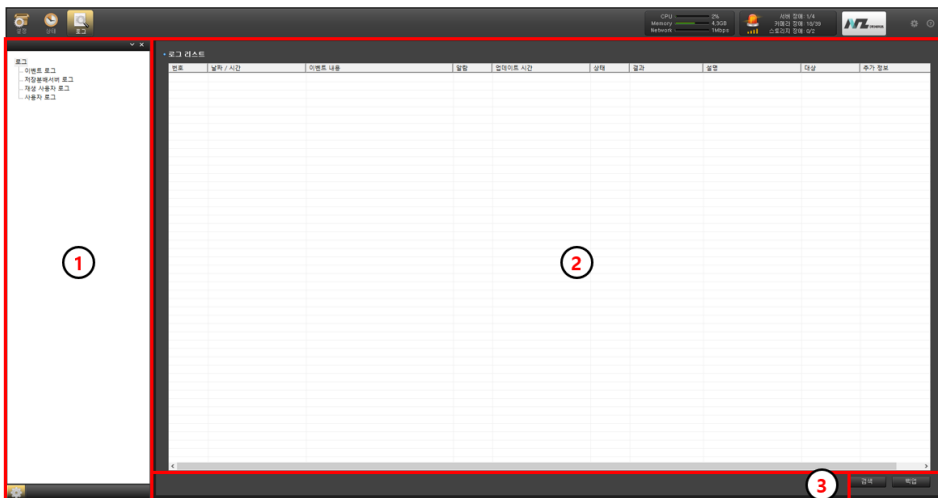 설정 상태 로그
CPU 2%
Memory 4.3GB
Network 1Mbps
서버 장애 1/4
카메라 장애 18/39
스토리지 장애 0/2
로그
이벤트 로그
저장분배서버 로그
재생 사용자 로그
사용자 로그
• 로그 리스트
번호 날짜 / 시간 이벤트 내용 알람 업데이트 시간 상태 결과 설명 대상 추가 정보
1
2
3
검색 백업